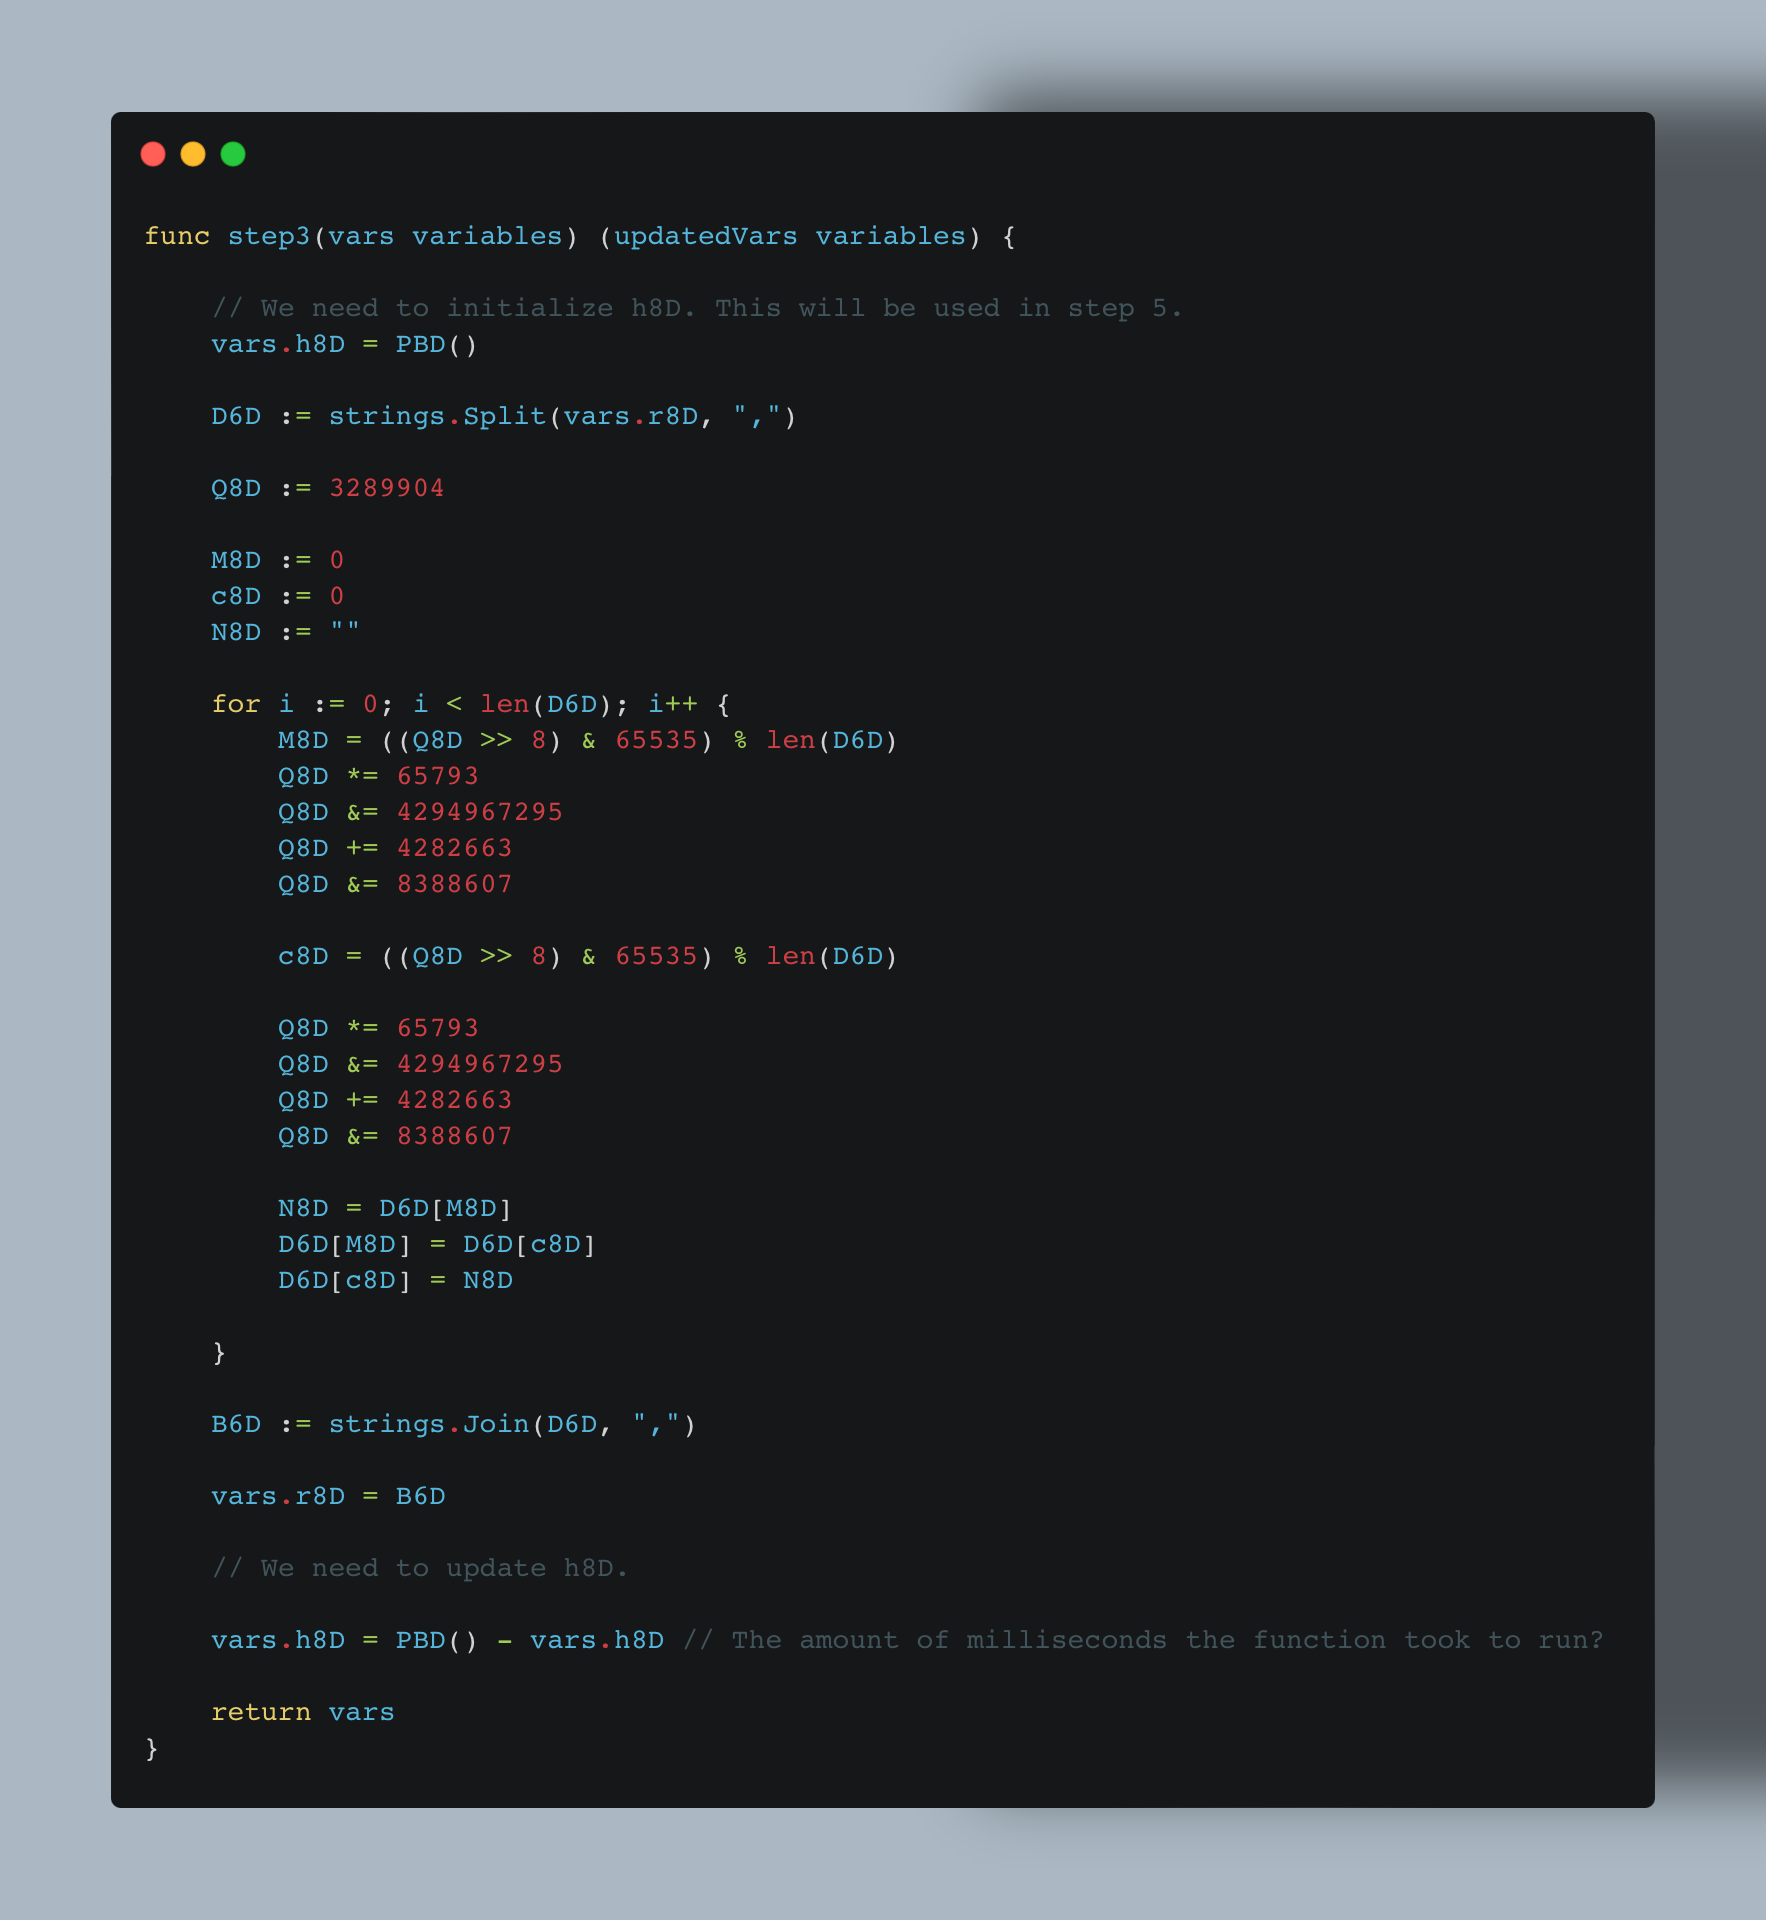 func step3(vars variables) (updatedVars variables) {
// We need to initialize h8D. This will be used in step 5.
vars.h8D = PBD()
D6D := strings.Split(vars.r8D, ",")
Q8D := 3289904
M8D := 0
c8D := 0
N8D := ""
for i := 0; i < len(D6D); i++ {
M8D = ((Q8D >> 8) & 65535) % len(D6D)
Q8D *= 65793
Q8D &= 4294967295
Q8D += 4282663
Q8D &= 8388607
c8D = ((Q8D >> 8) & 65535) % len(D6D)
Q8D *= 65793
Q8D &= 4294967295
Q8D += 4282663
Q8D &= 8388607
N8D = D6D[M8D]
D6D[M8D] = D6D[c8D]
D6D[c8D] = N8D
}
B6D := strings.Join(D6D, ",")
vars.r8D = B6D
// We need to update h8D.
vars.h8D = PBD() - vars.h8D // The amount of milliseconds the function took to run?
return vars
}